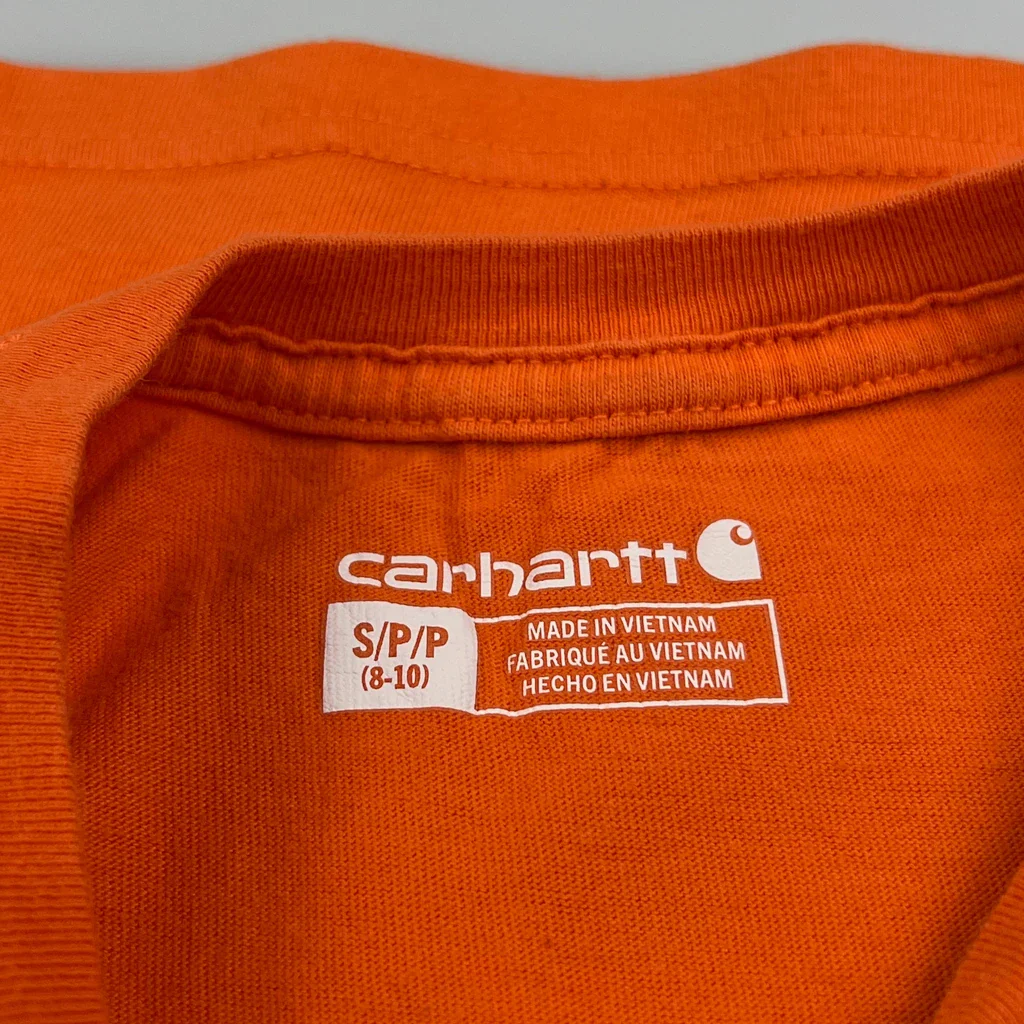 carhartt
S/P/P
(8-10)
MADE IN VIETNAM
FABRIQUÉ AU VIETNAM
HECHO EN VIETNAM